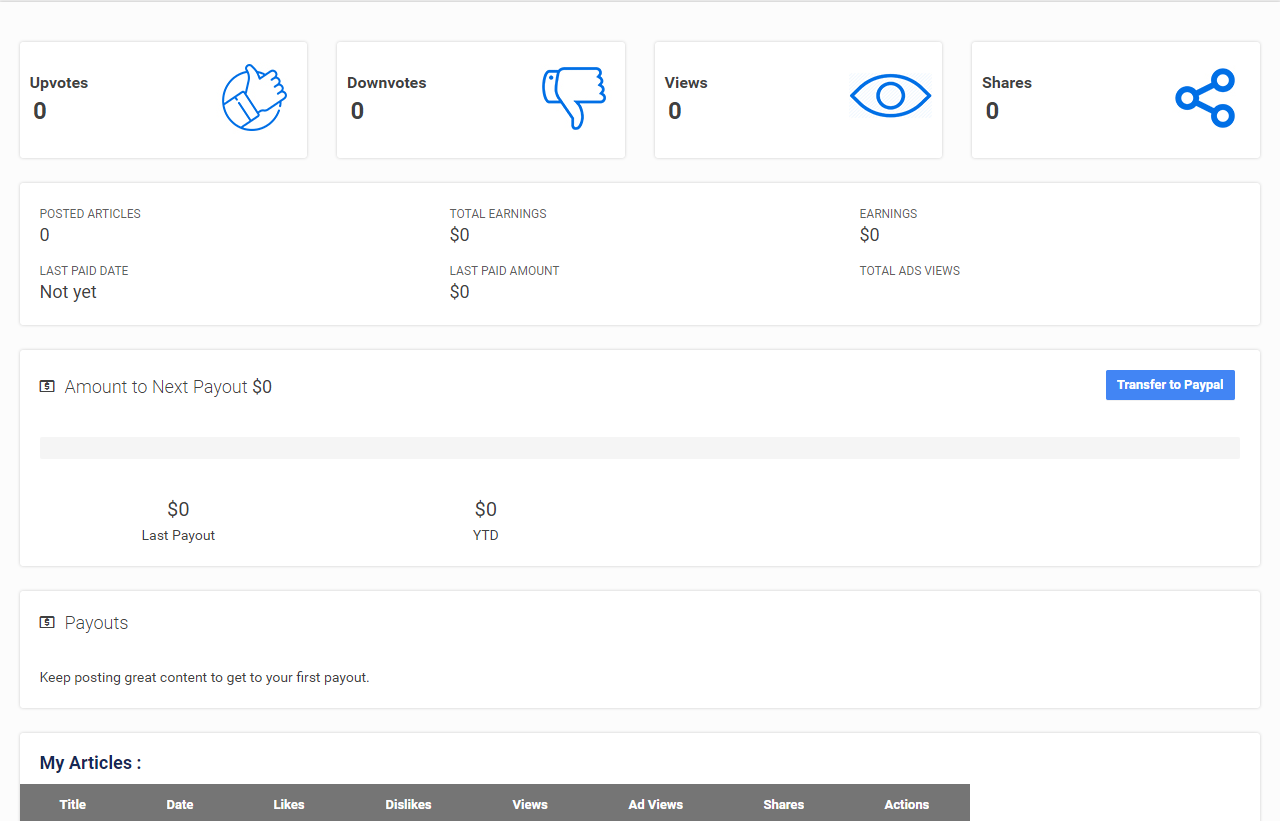 Upvotes
0
Downvotes
0
Views
0
Shares
0
POSTED ARTICLES
0
TOTAL EARNINGS
$0
EARNINGS
$0
LAST PAID DATE
Not yet
LAST PAID AMOUNT
$0
TOTAL ADS VIEWS
Amount to Next Payout $0
Transfer to Paypal
$0
Last Payout
$0
YTD
Payouts
Keep posting great content to get to your first payout.
My Articles :
Title Date Likes Dislikes Views Ad Views Shares Actions